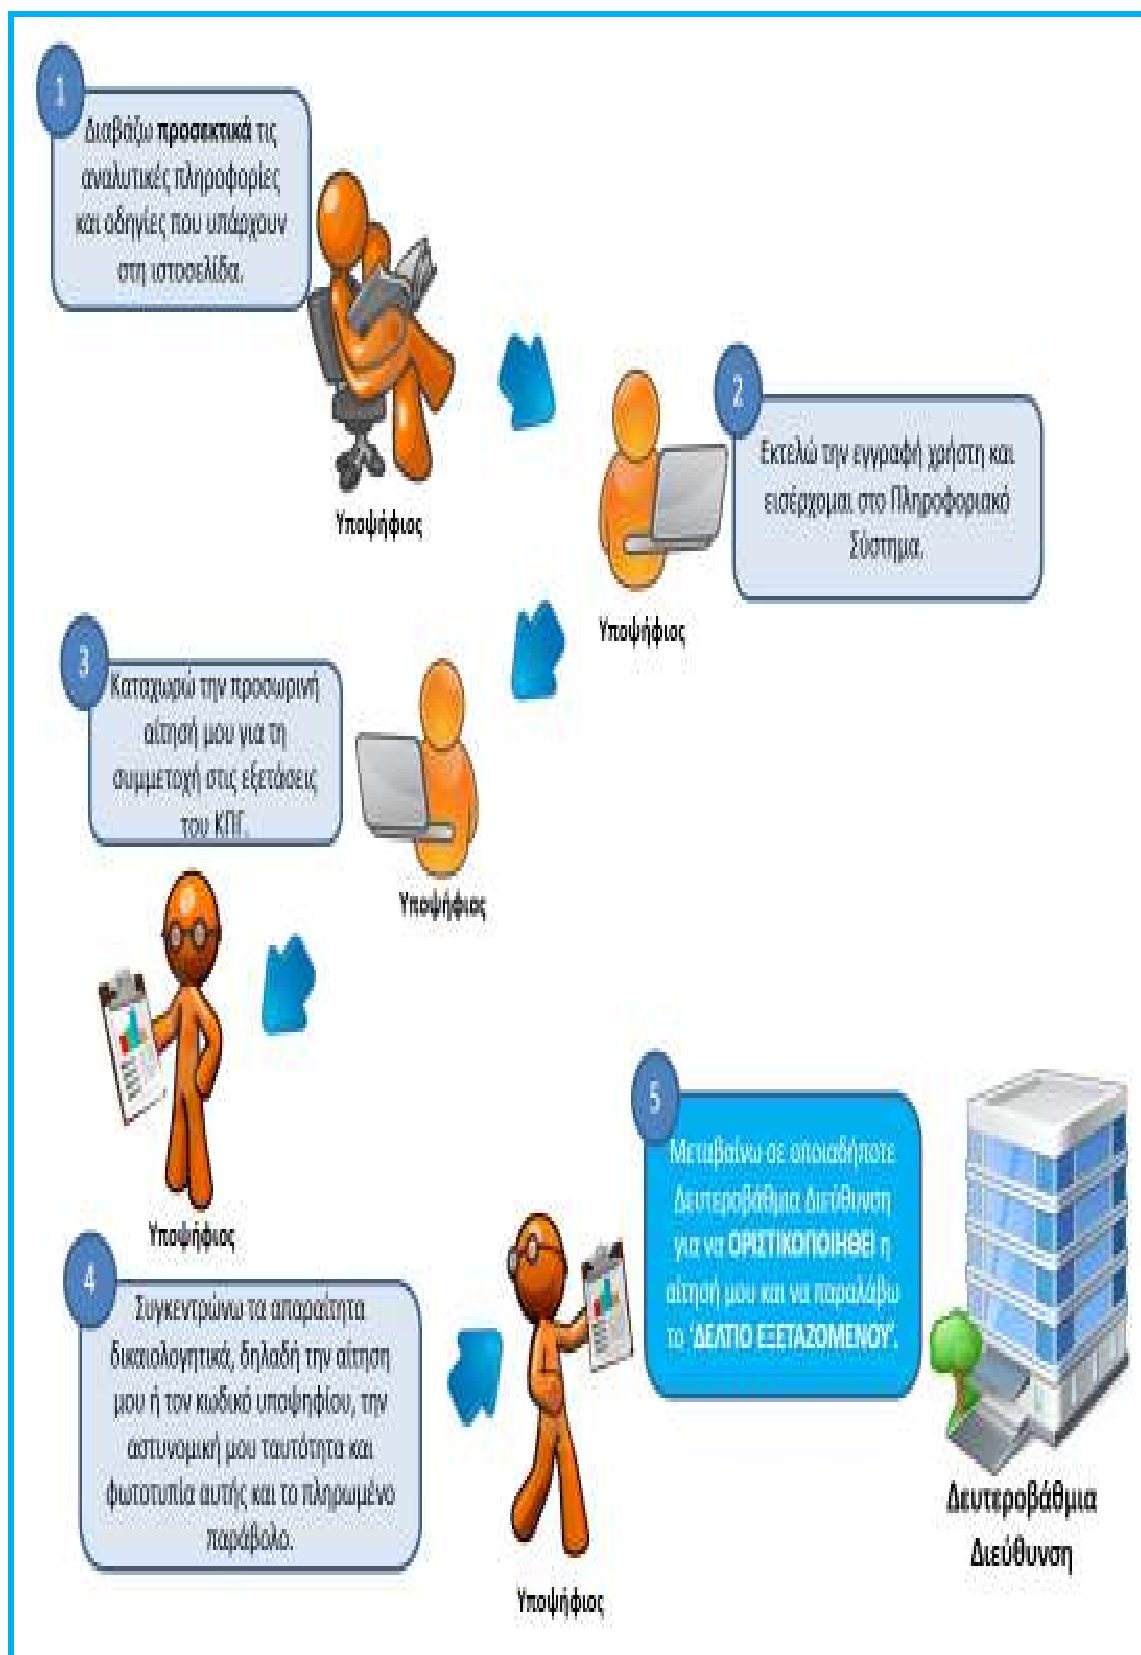 1
Διαβάζω προσεκτικά τις
αναλυτικές πληροφορίες
και οδηγίες που υπάρχουν
στη ιστοσελίδα.
Υποψήφιος
2
Εκτελώ την εγγραφή χρήστη και
εισέρχομαι στο Πληροφοριακό
Σύστημα.
Υποψήφιος
3
Καταχωρώ την προσωρινή
αίτησή μου για τη
συμμετοχή στις εξετάσεις
του ΚΠΓ.
Υποψήφιος
Υποψήφιος
4
Συγκεντρώνω τα απαραίτητα
δικαιολογητικά, δηλαδή την αίτηση
μου ή τον κωδικό υποψηφίου, την
αστυνομική μου ταυτότητα και
φωτοτυπία αυτής και το πληρωμένο
παράβολο.
Υποψήφιος
5
Μεταβαίνω σε οποιαδήποτε
Δευτεροβάθμια Διεύθυνση
για να ΟΡΙΣΤΙΚΟΠΟΙΗΘΕΙ η
αίτησή μου και να παραλάβω
το 'ΔΕΛΤΙΟ ΕΞΕΤΑΖΟΜΕΝΟΥ'.
Δευτεροβάθμια
Διεύθυνση